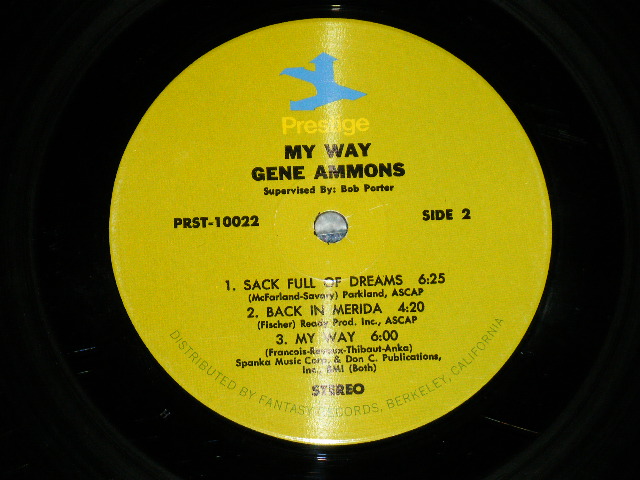 Prestige
MY WAY
GENE AMMONS
Supervised By: Bob Porter
PRST-10022
SIDE 2
1. SACK FULL OF DREAMS 6:25
(McFarland-Savory) Parkland, ASCAP
2. BACK IN MERIDA 4:20
(Fischer) Ready Prod. Inc., ASCAP
3. MY WAY 6:00
(Francois-Revaux-Thibaut-Anka)
Spanka Music Corp. & Don C. Publications,
Inc., BMI (Both)
STEREO
DISTRIBUTED BY FANTASY RECORDS, BERKELEY, CALIFORNIA